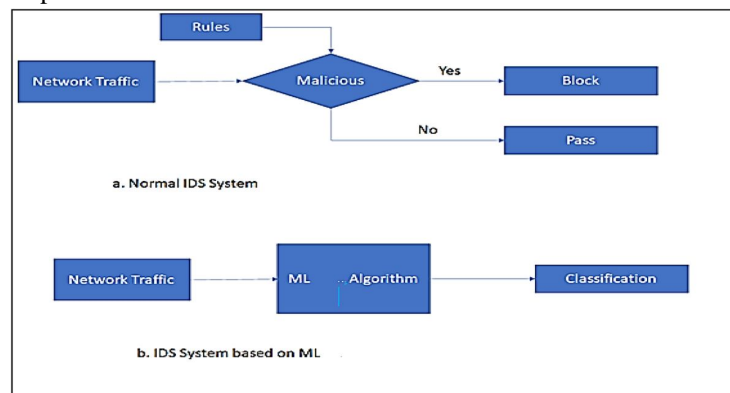 Rules
Network Traffic
Malicious
Yes
Block
No
Pass
a. Normal IDS System
Network Traffic
ML .. Algorithm
Classification
b. IDS System based on ML